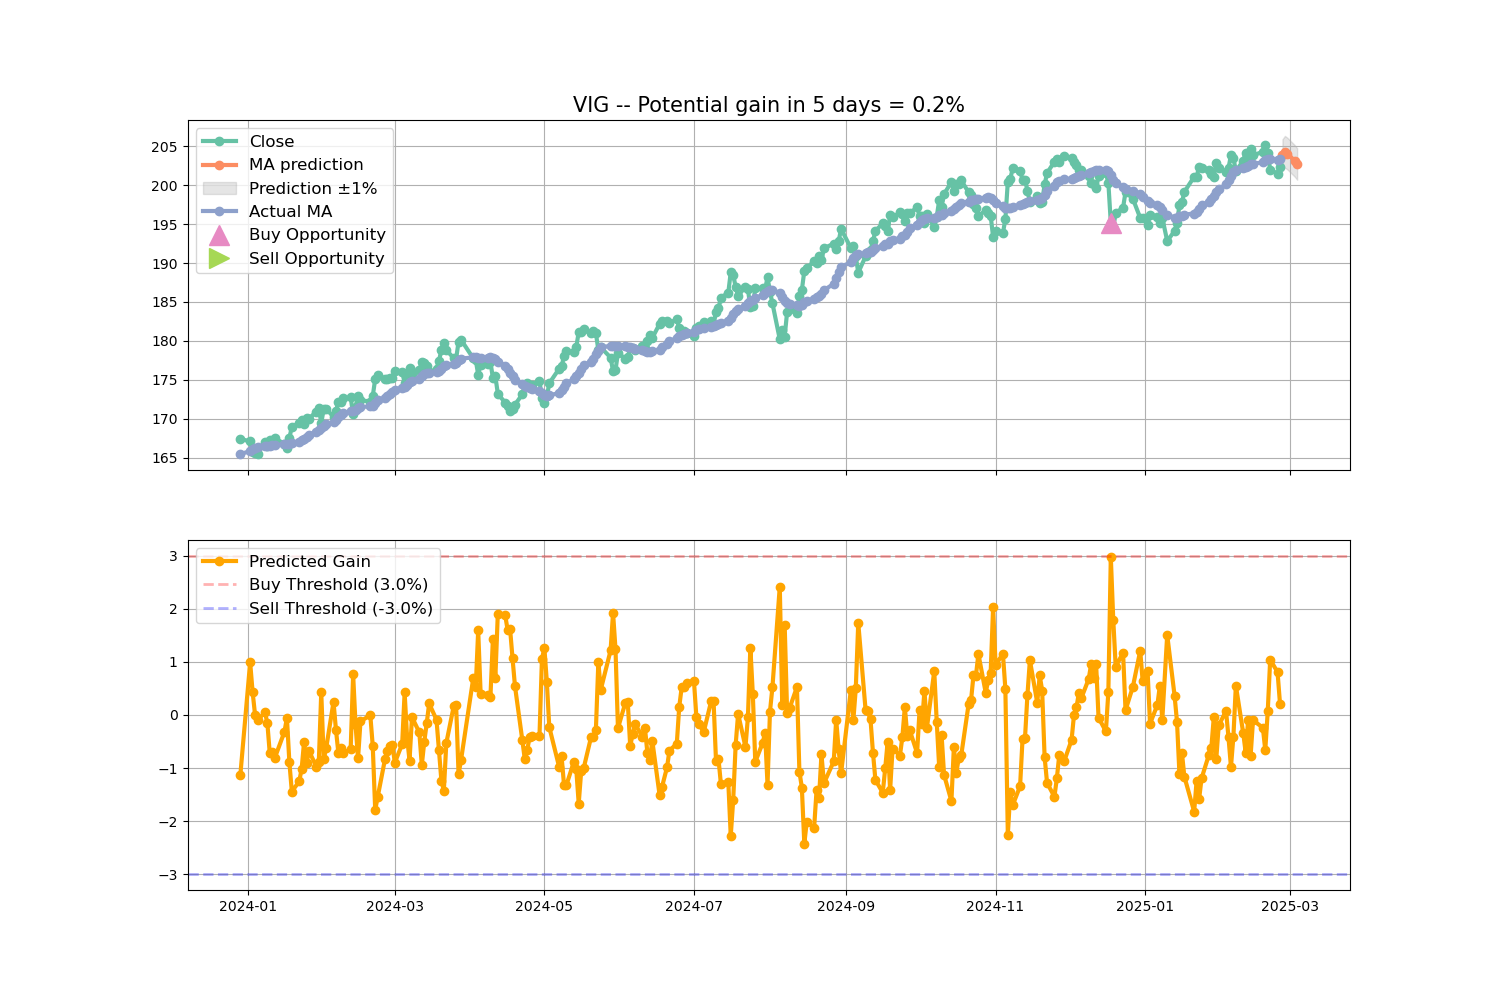 VIG -- Potential gain in 5 days = 0.2%
Close
MA prediction
Prediction ±1%
Actual MA
Buy Opportunity
Sell Opportunity
205
200
195
190
185
180
175
170
165
Predicted Gain
Buy Threshold (3.0%)
Sell Threshold (-3.0%)
3
2
1
0
−1
−2
−3
2024-01
2024-03
2024-05
2024-07
2024-09
2024-11
2025-01
2025-03